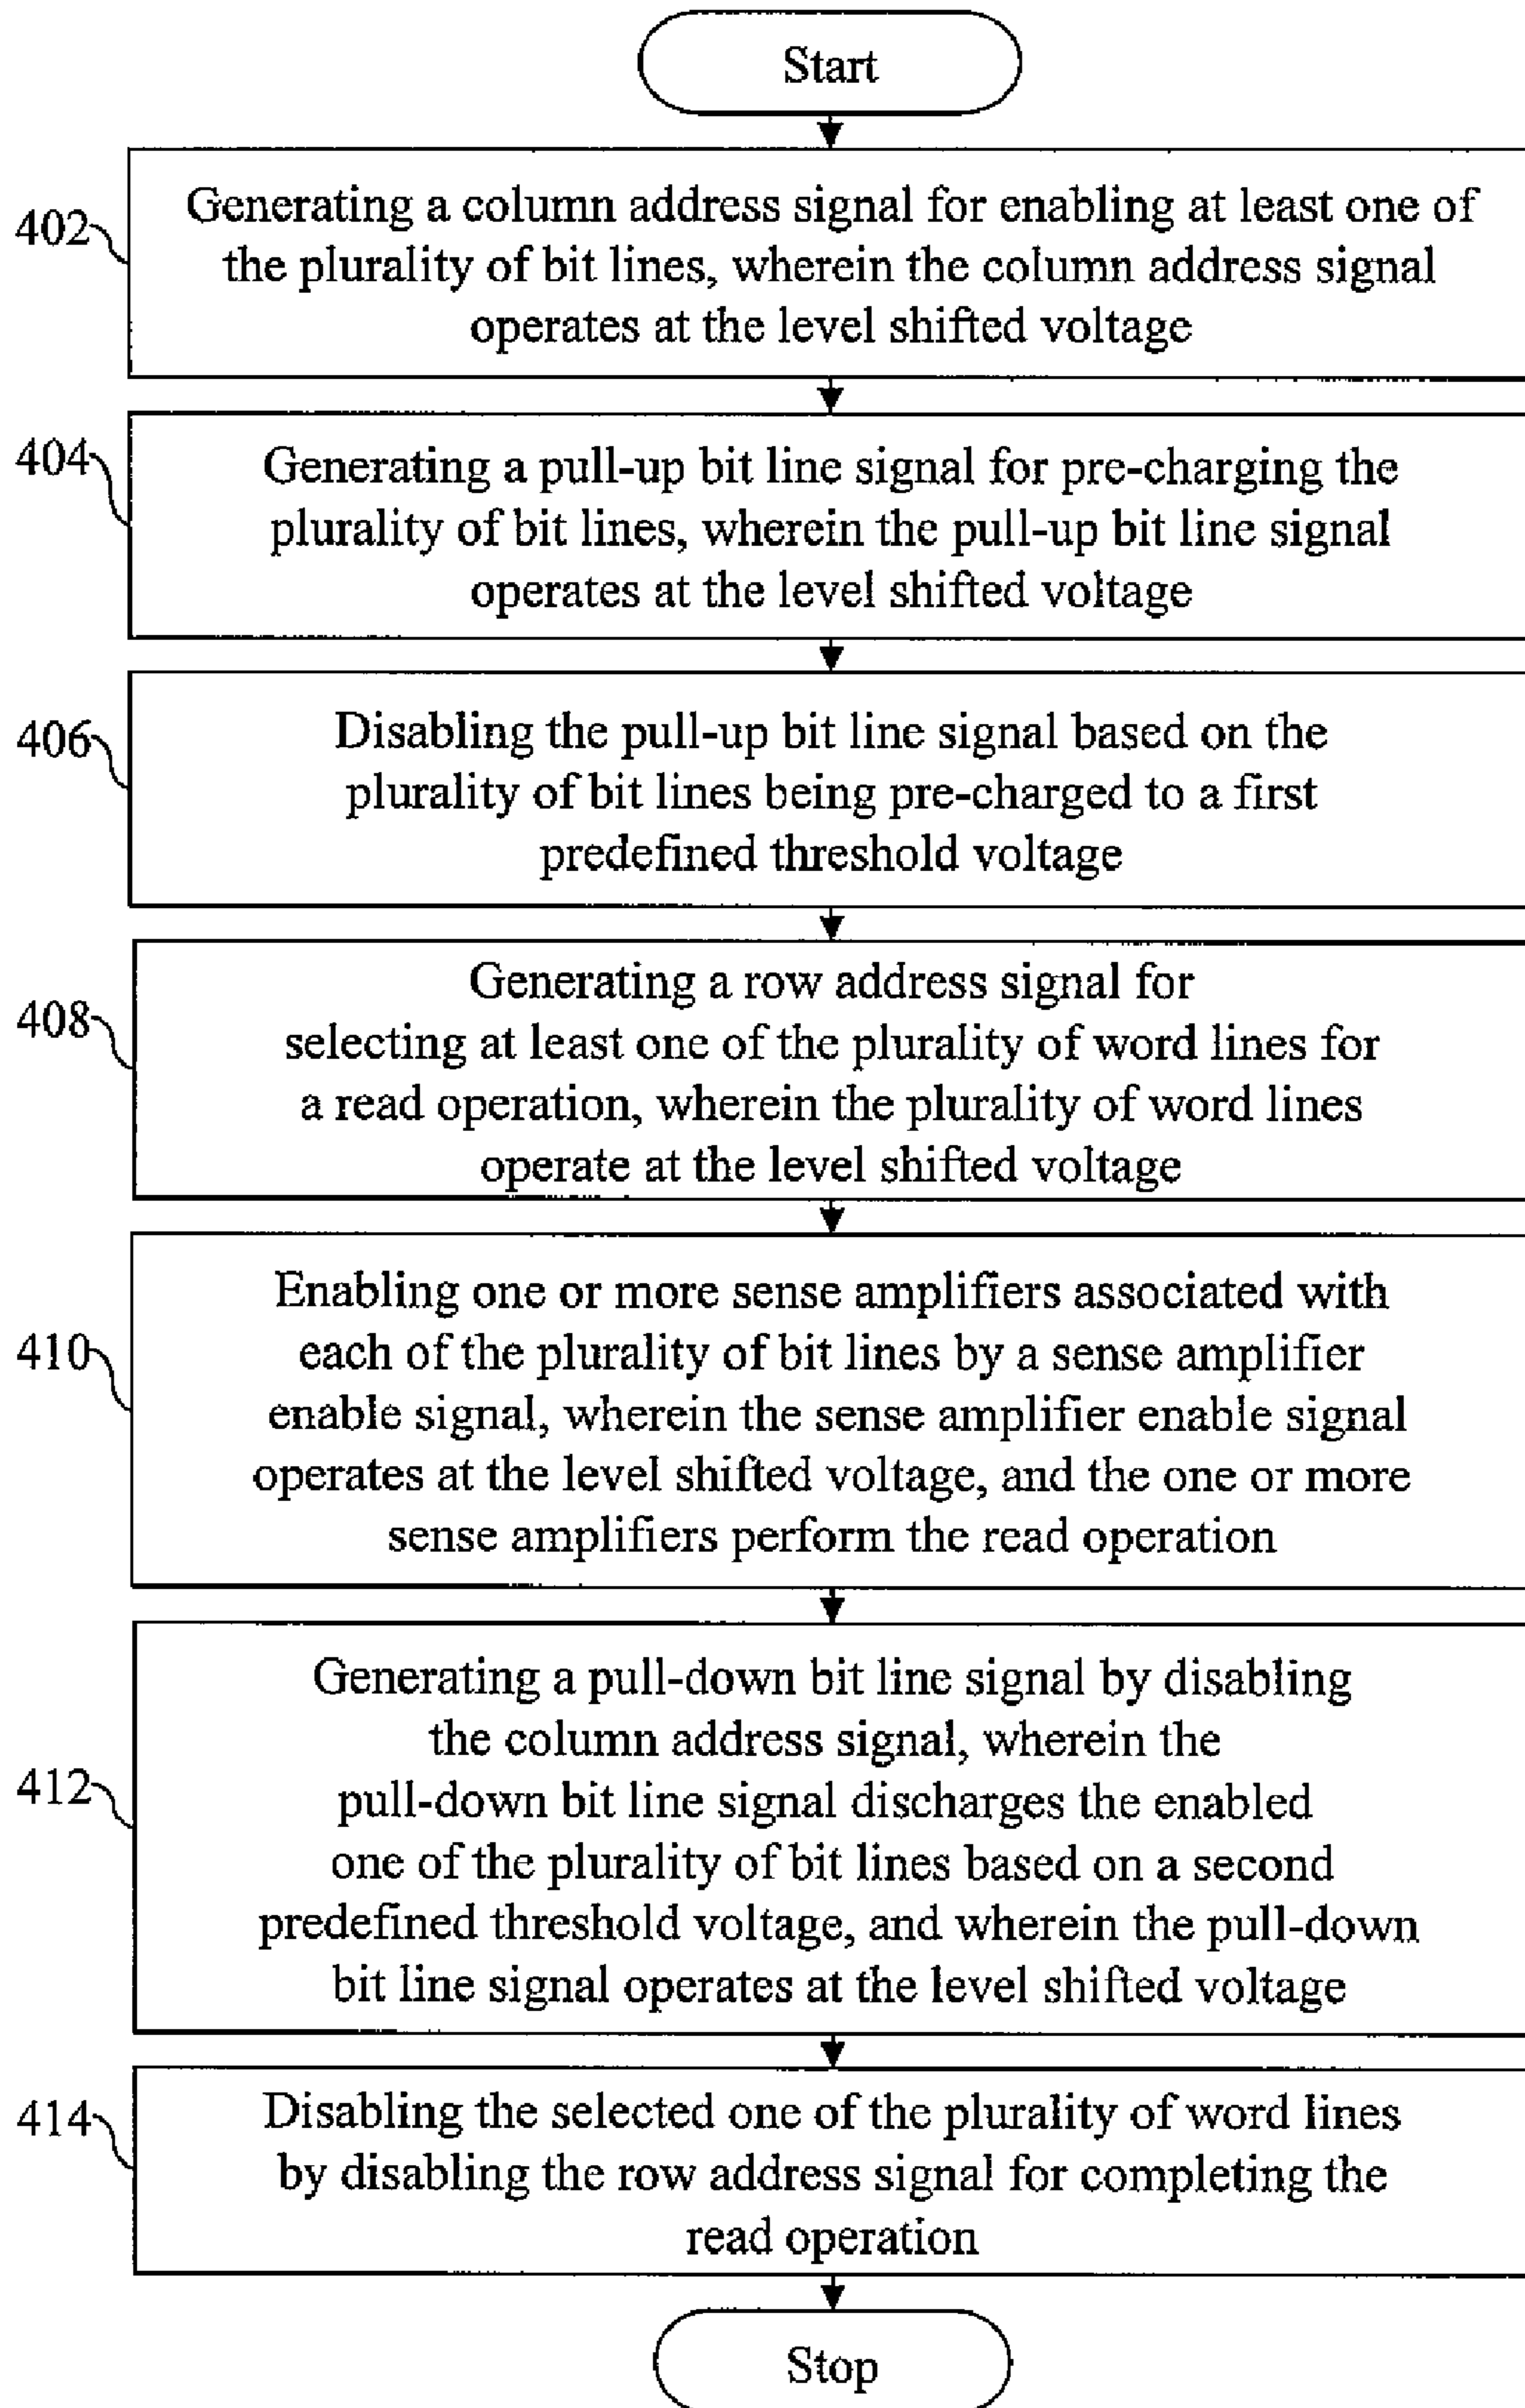 Start
402
Generating a column address signal for enabling at least one of
the plurality of bit lines, wherein the column address signal
operates at the level shifted voltage
404
Generating a pull-up bit line signal for pre-charging the
plurality of bit lines, wherein the pull-up bit line signal
operates at the level shifted voltage
406
Disabling the pull-up bit line signal based on the
plurality of bit lines being pre-charged to a first
predefined threshold voltage
408
Generating a row address signal for
selecting at least one of the plurality of word lines for
a read operation, wherein the plurality of word lines
operate at the level shifted voltage
410
Enabling one or more sense amplifiers associated with
each of the plurality of bit lines by a sense amplifier
enable signal, wherein the sense amplifier enable signal
operates at the level shifted voltage, and the one or more
sense amplifiers perform the read operation
412
Generating a pull-down bit line signal by disabling
the column address signal, wherein the
pull-down bit line signal discharges the enabled
one of the plurality of bit lines based on a second
predefined threshold voltage, and wherein the pull-down
bit line signal operates at the level shifted voltage
414
Disabling the selected one of the plurality of word lines
by disabling the row address signal for completing the
read operation
Stop